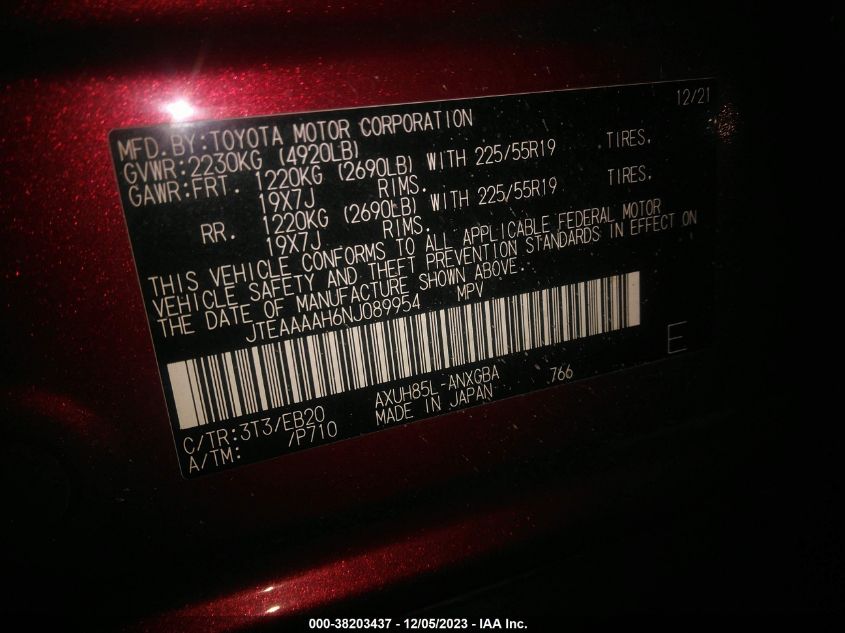 12/21
MFD.BY:TOYOTA MOTOR CORPORATION
GVWR:2230KG (4920LB)
GAWR:FRT. 1220KG (2690LB) WITH 225/55R19 TIRES.
19X7J RIMS.
RR. 1220KG (2690LB) WITH 225/55R19 TIRES.
19X7J RIMS.
THIS VEHICLE CONFORMS TO ALL APPLICABLE FEDERAL MOTOR
VEHICLE SAFETY AND THEFT PREVENTION STANDARDS IN EFFECT ON
THE DATE OF MANUFACTURE SHOWN ABOVE.
JTEAAAAH6NJ089954 MPV
E
C/TR:3T3/EB20 AXUH85L-ANXGBA 766
A/TM: /P710 MADE IN JAPAN
000-38203437 - 12/05/2023 - IAA Inc.